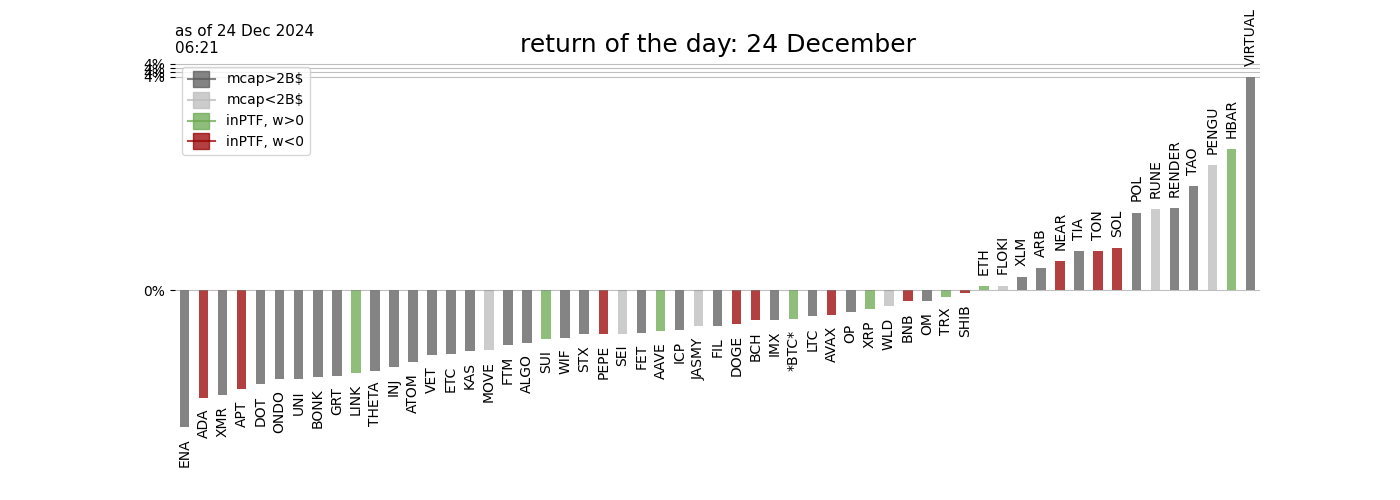 as of 24 Dec 2024
06:21
return of the day: 24 December
4%
4%
4%
4%
0%
mcap>2B$
mcap<2B$
inPTF, w>0
inPTF, w<0
ENA
ADA
XMR
APT
DOT
ONDO
UNI
BONK
GRT
LINK
THETA
INJ
ATOM
VET
ETC
KAS
MOVE
FTM
ALGO
SUI
WIF
STX
PEPE
SEI
FET
AAVE
ICP
JASMY
FIL
DOGE
BCH
IMX
*BTC*
LTC
AVAX
OP
XRP
WLD
BNB
OM
TRX
SHIB
ETH
FLOKI
XLM
ARB
NEAR
TIA
TON
SOL
POL
RUNE
RENDER
TAO
PENGU
HBAR
VIRTUAL